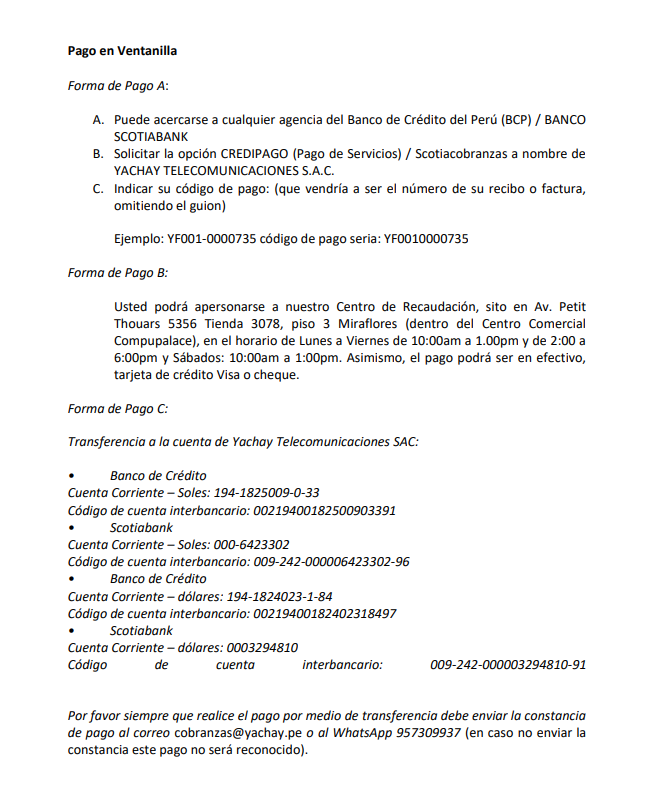 Pago en Ventanilla
Forma de Pago A:
A. Puede acercarse a cualquier agencia del Banco de Crédito del Perú (BCP) / BANCO
SCOTIABANK
B. Solicitar la opción CREDIPAGO (Pago de Servicios) / Scotiacobranzas a nombre de
YACHAY TELECOMUNICACIONES S.A.C.
C. Indicar su código de pago: (que vendría a ser el número de su recibo o factura,
omitiendo el guion)
Ejemplo: YF001-0000735 código de pago seria: YF0010000735
Forma de Pago B:
Usted podrá apersonarse a nuestro Centro de Recaudación, sito en Av. Petit
Thouars 5356 Tienda 3078, piso 3 Miraflores (dentro del Centro Comercial
Compupalace), en el horario de Lunes a Viernes de 10:00am a 1.00pm y de 2:00 a
6:00pm y Sábados: 10:00am a 1:00pm. Asimismo, el pago podrá ser en efectivo,
tarjeta de crédito Visa o cheque.
Forma de Pago C:
Transferencia a la cuenta de Yachay Telecomunicaciones SAC:
• Banco de Crédito
Cuenta Corriente – Soles: 194-1825009-0-33
Código de cuenta interbancario: 00219400182500903391
• Scotiabank
Cuenta Corriente – Soles: 000-6423302
Código de cuenta interbancario: 009-242-000006423302-96
• Banco de Crédito
Cuenta Corriente – dólares: 194-1824023-1-84
Código de cuenta interbancario: 00219400182402318497
• Scotiabank
Cuenta Corriente – dólares: 0003294810
Código de cuenta interbancario: 009-242-000003294810-91
Por favor siempre que realice el pago por medio de transferencia debe enviar la constancia
de pago al correo cobranzas@yachay.pe o al WhatsApp 957309937 (en caso no enviar la
constancia este pago no será reconocido).